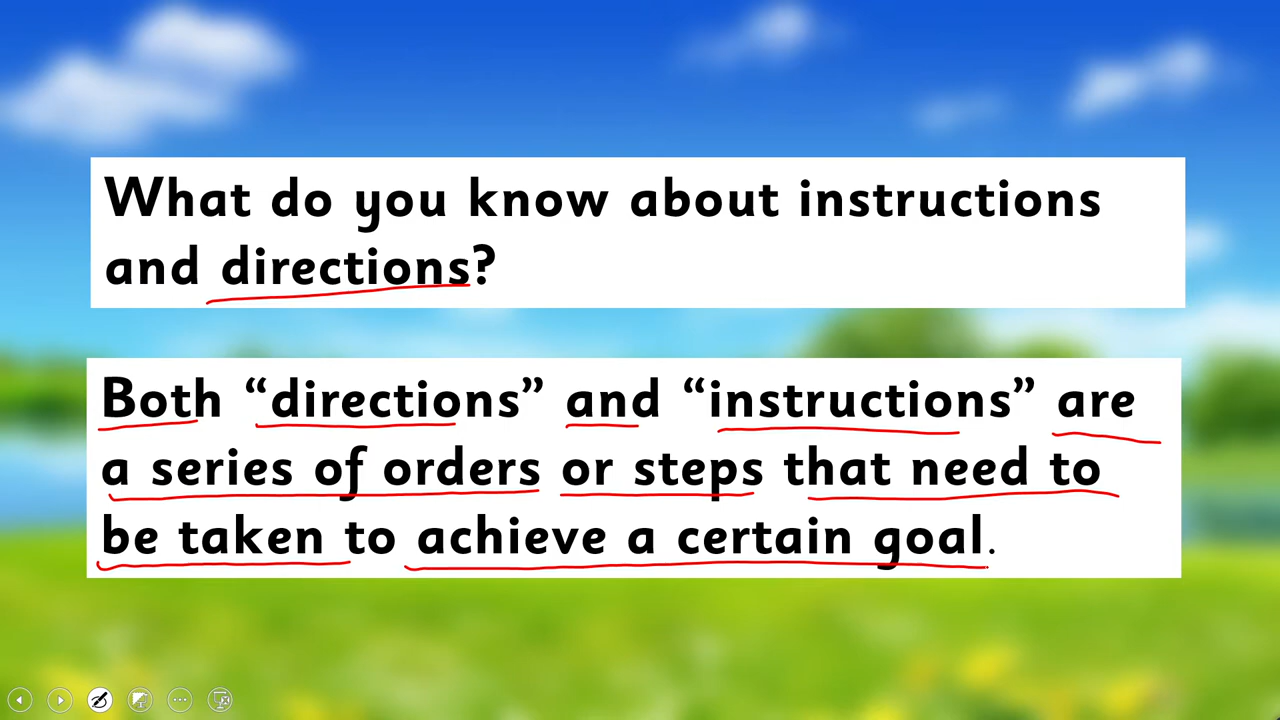 What do you know about instructions
and directions?
Both “directions” and “instructions” are
a series of orders or steps that need to
be taken to achieve a certain goal.